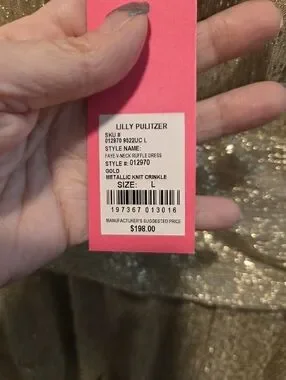 LILLY PULITZER
SKU #
012970 9322UC L
STYLE NAME:
FAYE V-NECK RUFFLE DRESS
STYLE #: 012970
GOLD
METALLIC KNIT CRINKLE
SIZE: L
197367 013016
MANUFACTURER'S SUGGESTED PRICE
$198.00